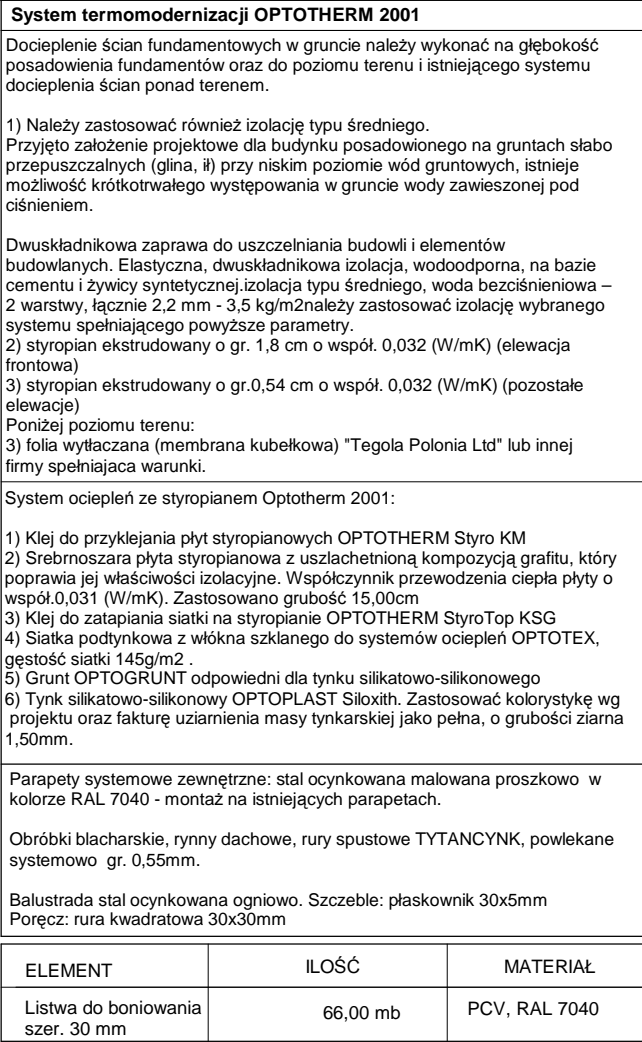 System termomodernizacji OPTOTHERM 2001
Docieplenie ścian fundamentowych w gruncie należy wykonać na głębokość
posadowienia fundamentów oraz do poziomu terenu i istniejącego systemu
docieplenia ścian ponad terenem.
1) Należy zastosować również izolację typu średniego.
Przyjęto założenie projektowe dla budynku posadowionego na gruntach słabo
przepuszczalnych (glina, ił) przy niskim poziomie wód gruntowych, istnieje
możliwość krótkotrwałego występowania w gruncie wody zawieszonej pod
ciśnieniem.
Dwuskładnikowa zaprawa do uszczelniania budowli i elementów
budowlanych. Elastyczna, dwuskładnikowa izolacja, wodoodporna, na bazie
cementu i żywicy syntetycznej.izolacja typu średniego, woda bezciśnieniowa –
2 warstwy, łącznie 2,2 mm - 3,5 kg/m2należy zastosować izolację wybranego
systemu spełniającego powyższe parametry.
2) styropian ekstrudowany o gr. 1,8 cm o współ. 0,032 (W/mK) (elewacja
frontowa)
3) styropian ekstrudowany o gr.0,54 cm o współ. 0,032 (W/mK) (pozostałe
elewacje)
Poniżej poziomu terenu:
3) folia wytłaczana (membrana kubełkowa) "Tegola Polonia Ltd" lub innej
firmy spełniajaca warunki.
System ociepleń ze styropianem Optotherm 2001:
1) Klej do przyklejania płyt styropianowych OPTOTHERM Styro KM
2) Srebrnoszara płyta styropianowa z uszlachetnioną kompozycją grafitu, który
poprawia jej właściwości izolacyjne. Współczynnik przewodzenia ciepła płyty o
współ.0,031 (W/mK). Zastosowano grubość 15,00cm
3) Klej do zatapiania siatki na styropianie OPTOTHERM StyroTop KSG
4) Siatka podtynkowa z włókna szklanego do systemów ociepleń OPTOTEX,
gęstość siatki 145g/m2 .
5) Grunt OPTOGRUNT odpowiedni dla tynku silikatowo-silikonowego
6) Tynk silikatowo-silikonowy OPTOPLAST Siloxith. Zastosować kolorystykę wg
projektu oraz fakturę uziarnienia masy tynkarskiej jako pełna, o grubości ziarna
1,50mm.
Parapety systemowe zewnętrzne: stal ocynkowana malowana proszkowo w
kolorze RAL 7040 - montaż na istniejących parapetach.
Obróbki blacharskie, rynny dachowe, rury spustowe TYTANCYNK, powlekane
systemowo gr. 0,55mm.
Balustrada stal ocynkowana ogniowo. Szczeble: płaskownik 30x5mm
Poręcz: rura kwadratowa 30x30mm
ELEMENT ILOŚĆ MATERIAŁ
Listwa do boniowania 66,00 mb PCV, RAL 7040
szer. 30 mm